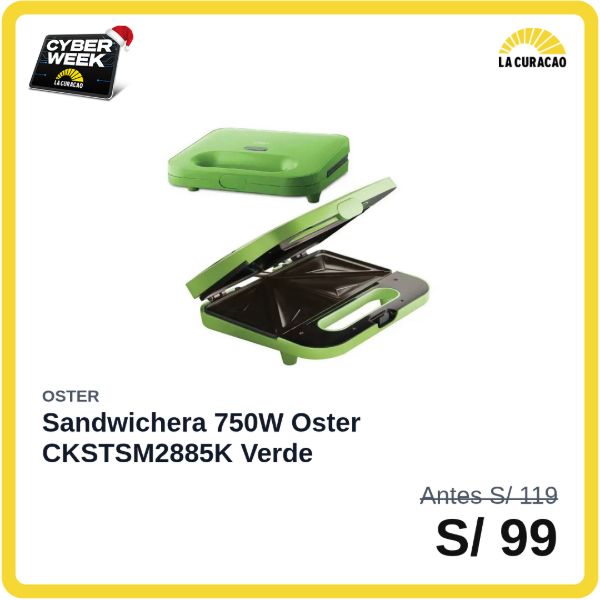 CYBER
WEEK
LA CURACAO
LA CURACAO
OSTER
Sandwichera 750W Oster
CKSTSM2885K Verde
Antes S/ 119
S/ 99